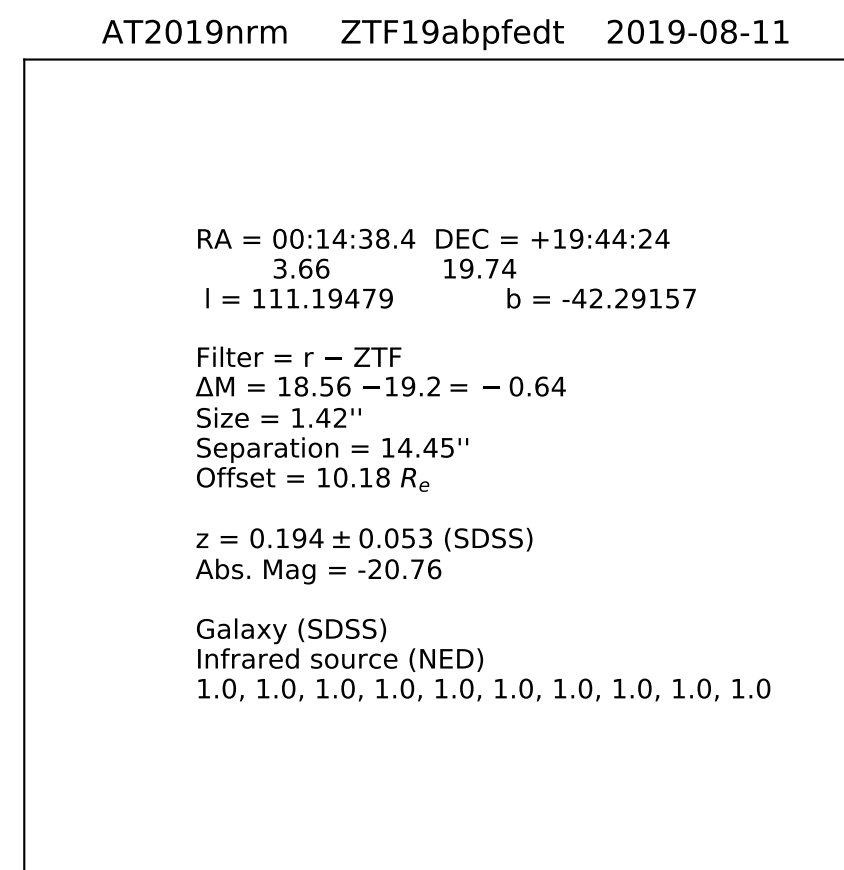 AT2019nrm ZTF19abpfedt 2019-08-11
RA = 00:14:38.4 DEC = +19:44:24
3.66 19.74
l = 111.19479 b = -42.29157
Filter = r − ZTF
ΔM = 18.56 −19.2 = − 0.64
Size = 1.42''
Separation = 14.45''
Offset = 10.18 Re
z = 0.194 ± 0.053 (SDSS)
Abs. Mag = -20.76
Galaxy (SDSS)
Infrared source (NED)
1.0, 1.0, 1.0, 1.0, 1.0, 1.0, 1.0, 1.0, 1.0, 1.0